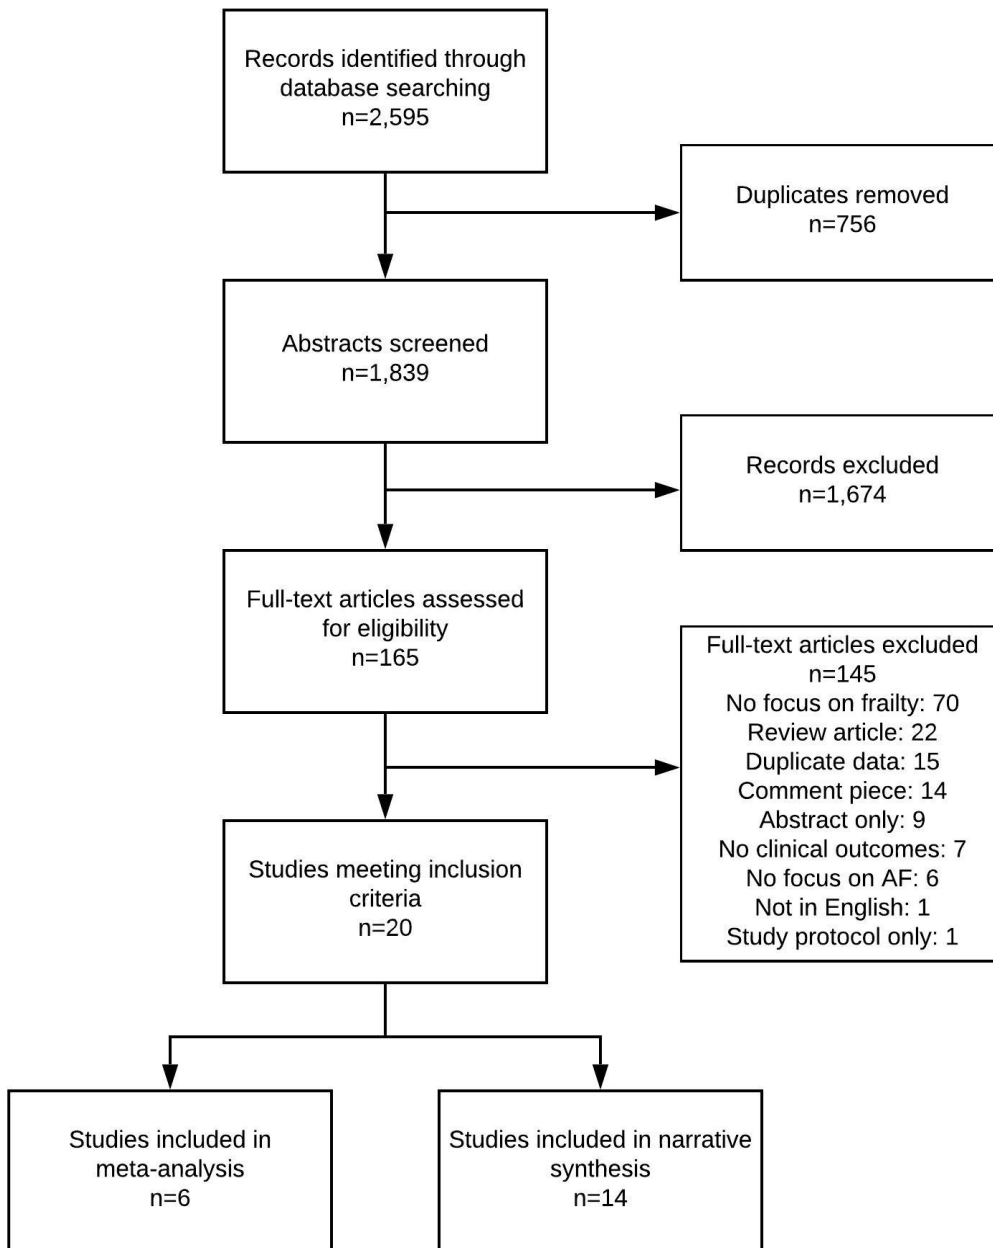 Records identified through
database searching
n=2,595
Duplicates removed
n=756
Abstracts screened
n=1,839
Records excluded
n=1,674
Full-text articles assessed
for eligibility
n=165
Full-text articles excluded
n=145
No focus on frailty: 70
Review article: 22
Duplicate data: 15
Comment piece: 14
Abstract only: 9
No clinical outcomes: 7
No focus on AF: 6
Not in English: 1
Study protocol only: 1
Studies meeting inclusion
criteria
n=20
Studies included in
meta-analysis
n=6
Studies included in narrative
synthesis
n=14